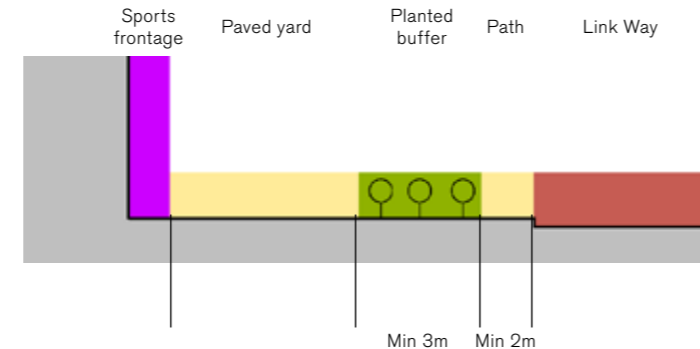 Sports
frontage
Paved yard
Planted
buffer
Path
Link Way
Min 3m
Min 2m